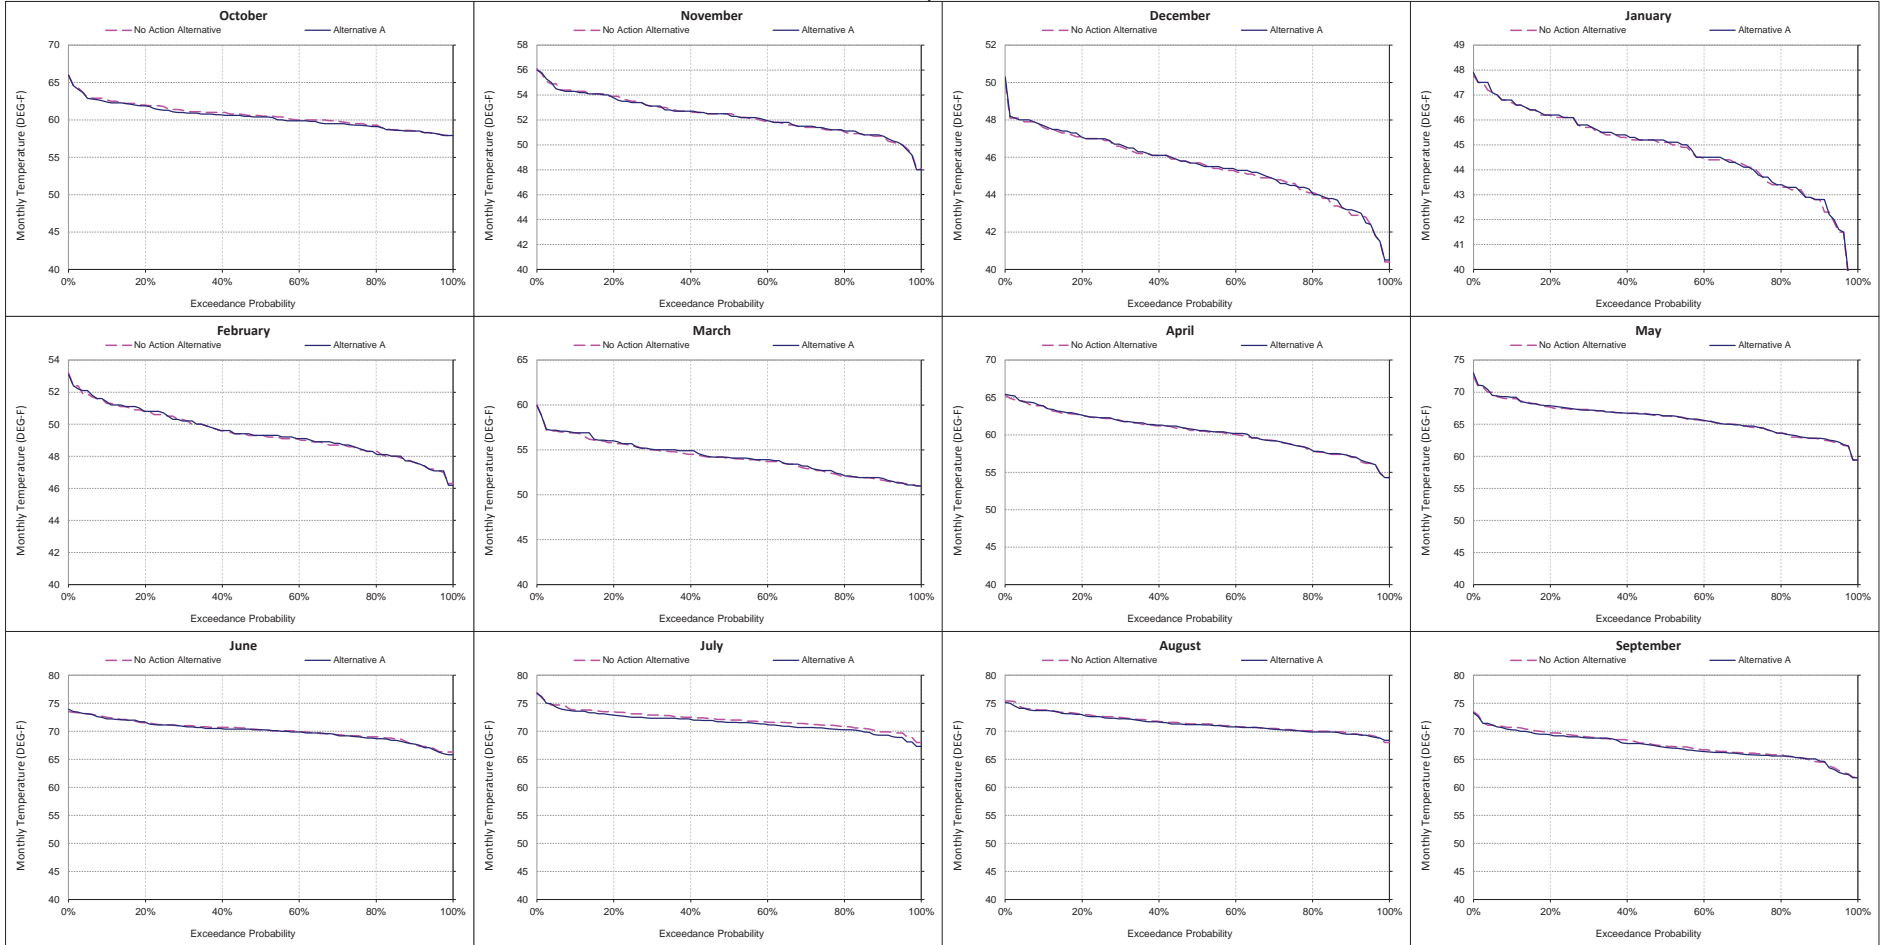 October
No Action Alternative Alternative A
Monthly Temperature (DEG-F)
70
65
60
55
50
45
40
0% 20% 40% 60% 80% 100%
Exceedance Probability
November
No Action Alternative Alternative A
Monthly Temperature (DEG-F)
58
56
54
52
50
48
46
44
42
40
0% 20% 40% 60% 80% 100%
Exceedance Probability
December
No Action Alternative Alternative A
Monthly Temperature (DEG-F)
52
50
48
46
44
42
40
0% 20% 40% 60% 80% 100%
Exceedance Probability
January
No Action Alternative Alternative A
Monthly Temperature (DEG-F)
49
48
47
46
45
44
43
42
41
40
0% 20% 40% 60% 80% 100%
Exceedance Probability
February
No Action Alternative Alternative A
Monthly Temperature (DEG-F)
54
52
50
48
46
44
42
40
0% 20% 40% 60% 80% 100%
Exceedance Probability
March
No Action Alternative Alternative A
Monthly Temperature (DEG-F)
65
60
55
50
45
40
0% 20% 40% 60% 80% 100%
Exceedance Probability
April
No Action Alternative Alternative A
Monthly Temperature (DEG-F)
70
65
60
55
50
45
40
0% 20% 40% 60% 80% 100%
Exceedance Probability
May
No Action Alternative Alternative A
Monthly Temperature (DEG-F)
75
70
65
60
55
50
45
40
0% 20% 40% 60% 80% 100%
Exceedance Probability
June
No Action Alternative Alternative A
Monthly Temperature (DEG-F)
80
75
70
65
60
55
50
45
40
0% 20% 40% 60% 80% 100%
Exceedance Probability
July
No Action Alternative Alternative A
Monthly Temperature (DEG-F)
80
75
70
65
60
55
50
45
40
0% 20% 40% 60% 80% 100%
Exceedance Probability
August
No Action Alternative Alternative A
Monthly Temperature (DEG-F)
80
75
70
65
60
55
50
45
40
0% 20% 40% 60% 80% 100%
Exceedance Probability
September
No Action Alternative Alternative A
Monthly Temperature (DEG-F)
80
75
70
65
60
55
50
45
40
0% 20% 40% 60% 80% 100%
Exceedance Probability